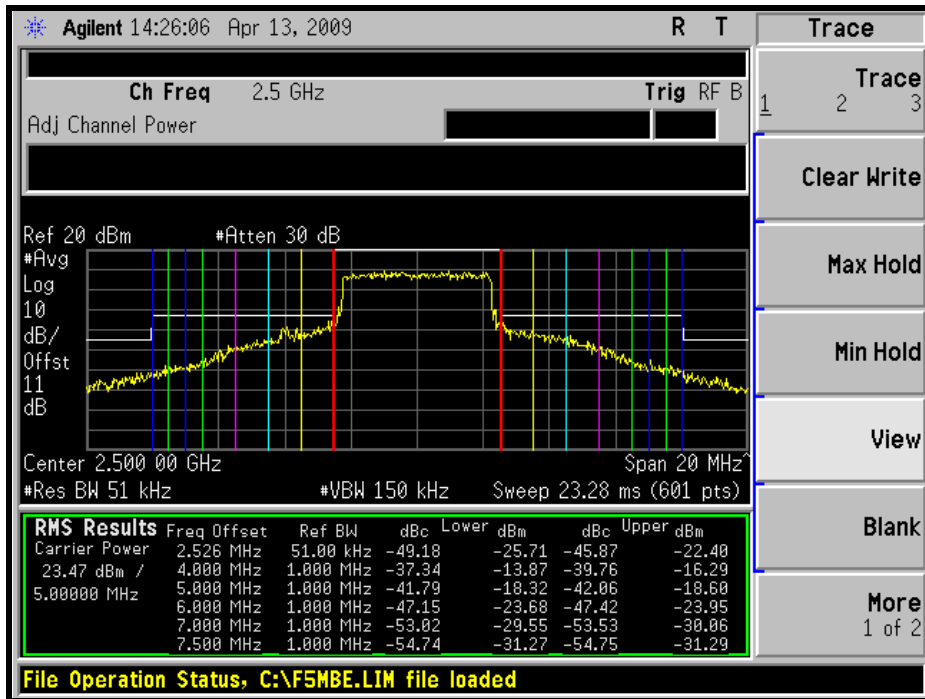 Agilent 14:26:06 Apr 13, 2009 R T
Trace
Ch Freq 2.5 GHz Trig RF B
Adj Channel Power
Trace
1 2 3
Clear Write
Max Hold
Min Hold
View
Blank
More
1 of 2
Ref 20 dBm #Atten 30 dB
#Avg
Log
10
dB/
Offst
11
dB
Center 2.500 00 GHz Span 20 MHz^
#Res BW 51 kHz #VBW 150 kHz Sweep 23.28 ms (601 pts)
RMS Results Freq Offset Ref BW dBc Lower dBm dBc Upper dBm
Carrier Power 2.526 MHz 51.00 kHz -49.18 -25.71 -45.87 -22.40
23.47 dBm / 4.000 MHz 1.000 MHz -37.34 -13.87 -39.76 -16.29
5.00000 MHz 5.000 MHz 1.000 MHz -41.79 -18.32 -42.06 -18.60
6.000 MHz 1.000 MHz -47.15 -23.68 -47.42 -23.95
7.000 MHz 1.000 MHz -53.02 -29.55 -53.53 -30.06
7.500 MHz 1.000 MHz -54.74 -31.27 -54.75 -31.29
File Operation Status, C:\F5MBE.LIM file loaded